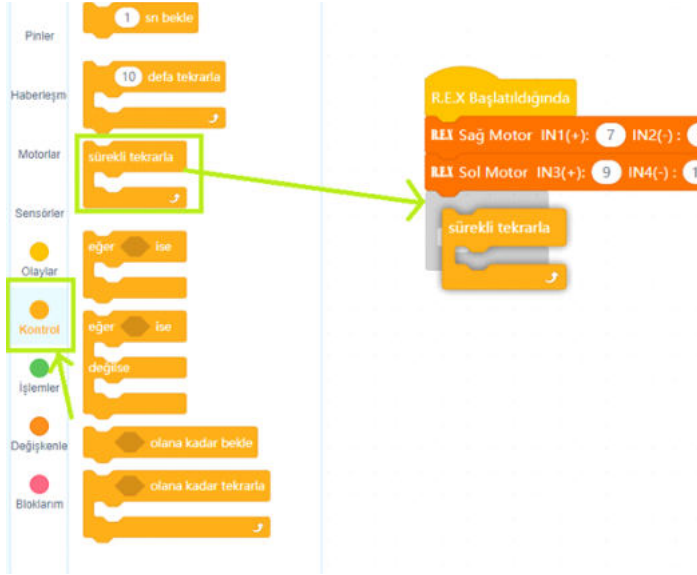 Pinler
Haberleşm
Motorlar
Sensörler
Olaylar
Kontrol
İşlemler
Değişkenle
Bloklarım
1 sn bekle
10 defa tekrarla
sürekli tekrarla
eğer ise
eğer ise
değilse
olana kadar bekle
olana kadar tekrarla
R.E.X Başlatıldığında
REX Sağ Motor IN1(+): 7 IN2(-) :
REX Sol Motor IN3(+): 9 IN4(-) : 1
sürekli tekrarla